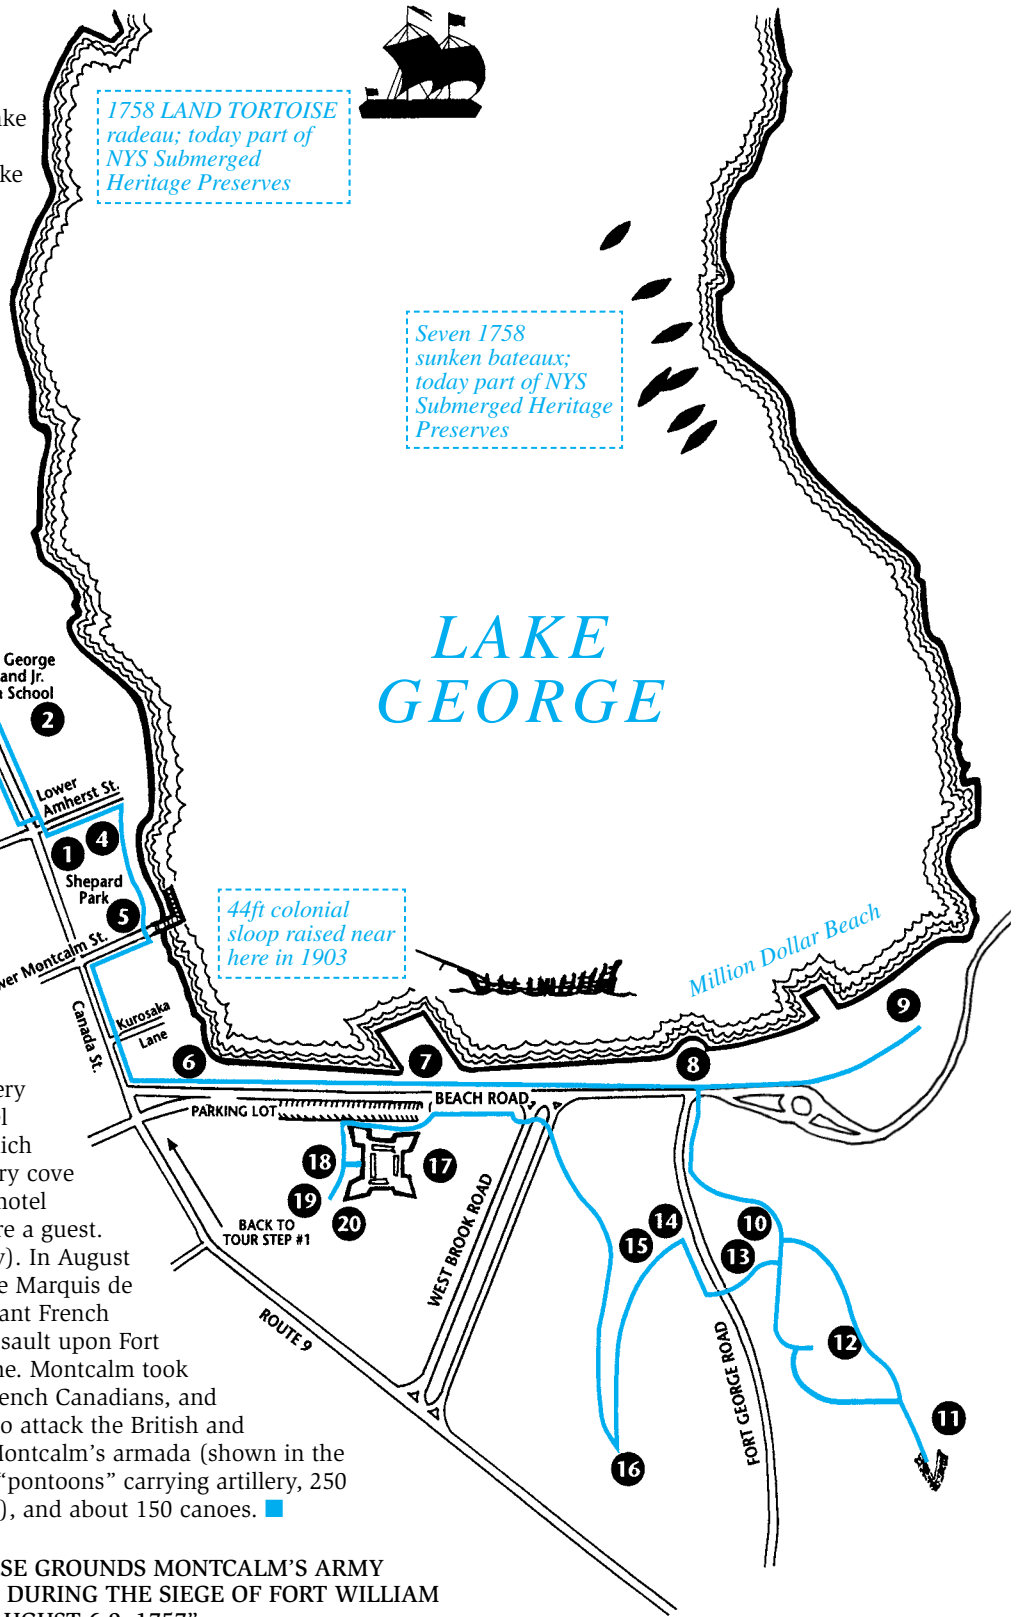 1758 LAND TORTOISE
radeau; today part of
NYS Submerged
Heritage Preserves
Seven 1758
sunken bateaux;
today part of NYS
Submerged Heritage
Preserves
LAKE
GEORGE
George
and Jr.
School
2
Lower
Amherst St.
1
4
Shepard
Park
5
Montcalm St.
44ft colonial
sloop raised near
here in 1903
Million Dollar Beach
Canada St.
Kurosaka
Lane
6
7
8
9
BEACH ROAD
PARKING LOT
18
17
19
20
BACK TO
TOUR STEP #1
WEST BROOK ROAD
ROUTE 9
14
15
10
13
12
11
16
FORT GEORGE ROAD
ry cove
hotel
re a guest.
). In August
Marquis de
ant French
sault upon Fort
ne. Montcalm took
ench Canadians, and
o attack the British and
Montcalm’s armada (shown in the
“pontoons” carrying artillery, 250
), and about 150 canoes. ■
SE GROUNDS MONTCALM’S ARMY
DURING THE SIEGE OF FORT WILLIAM